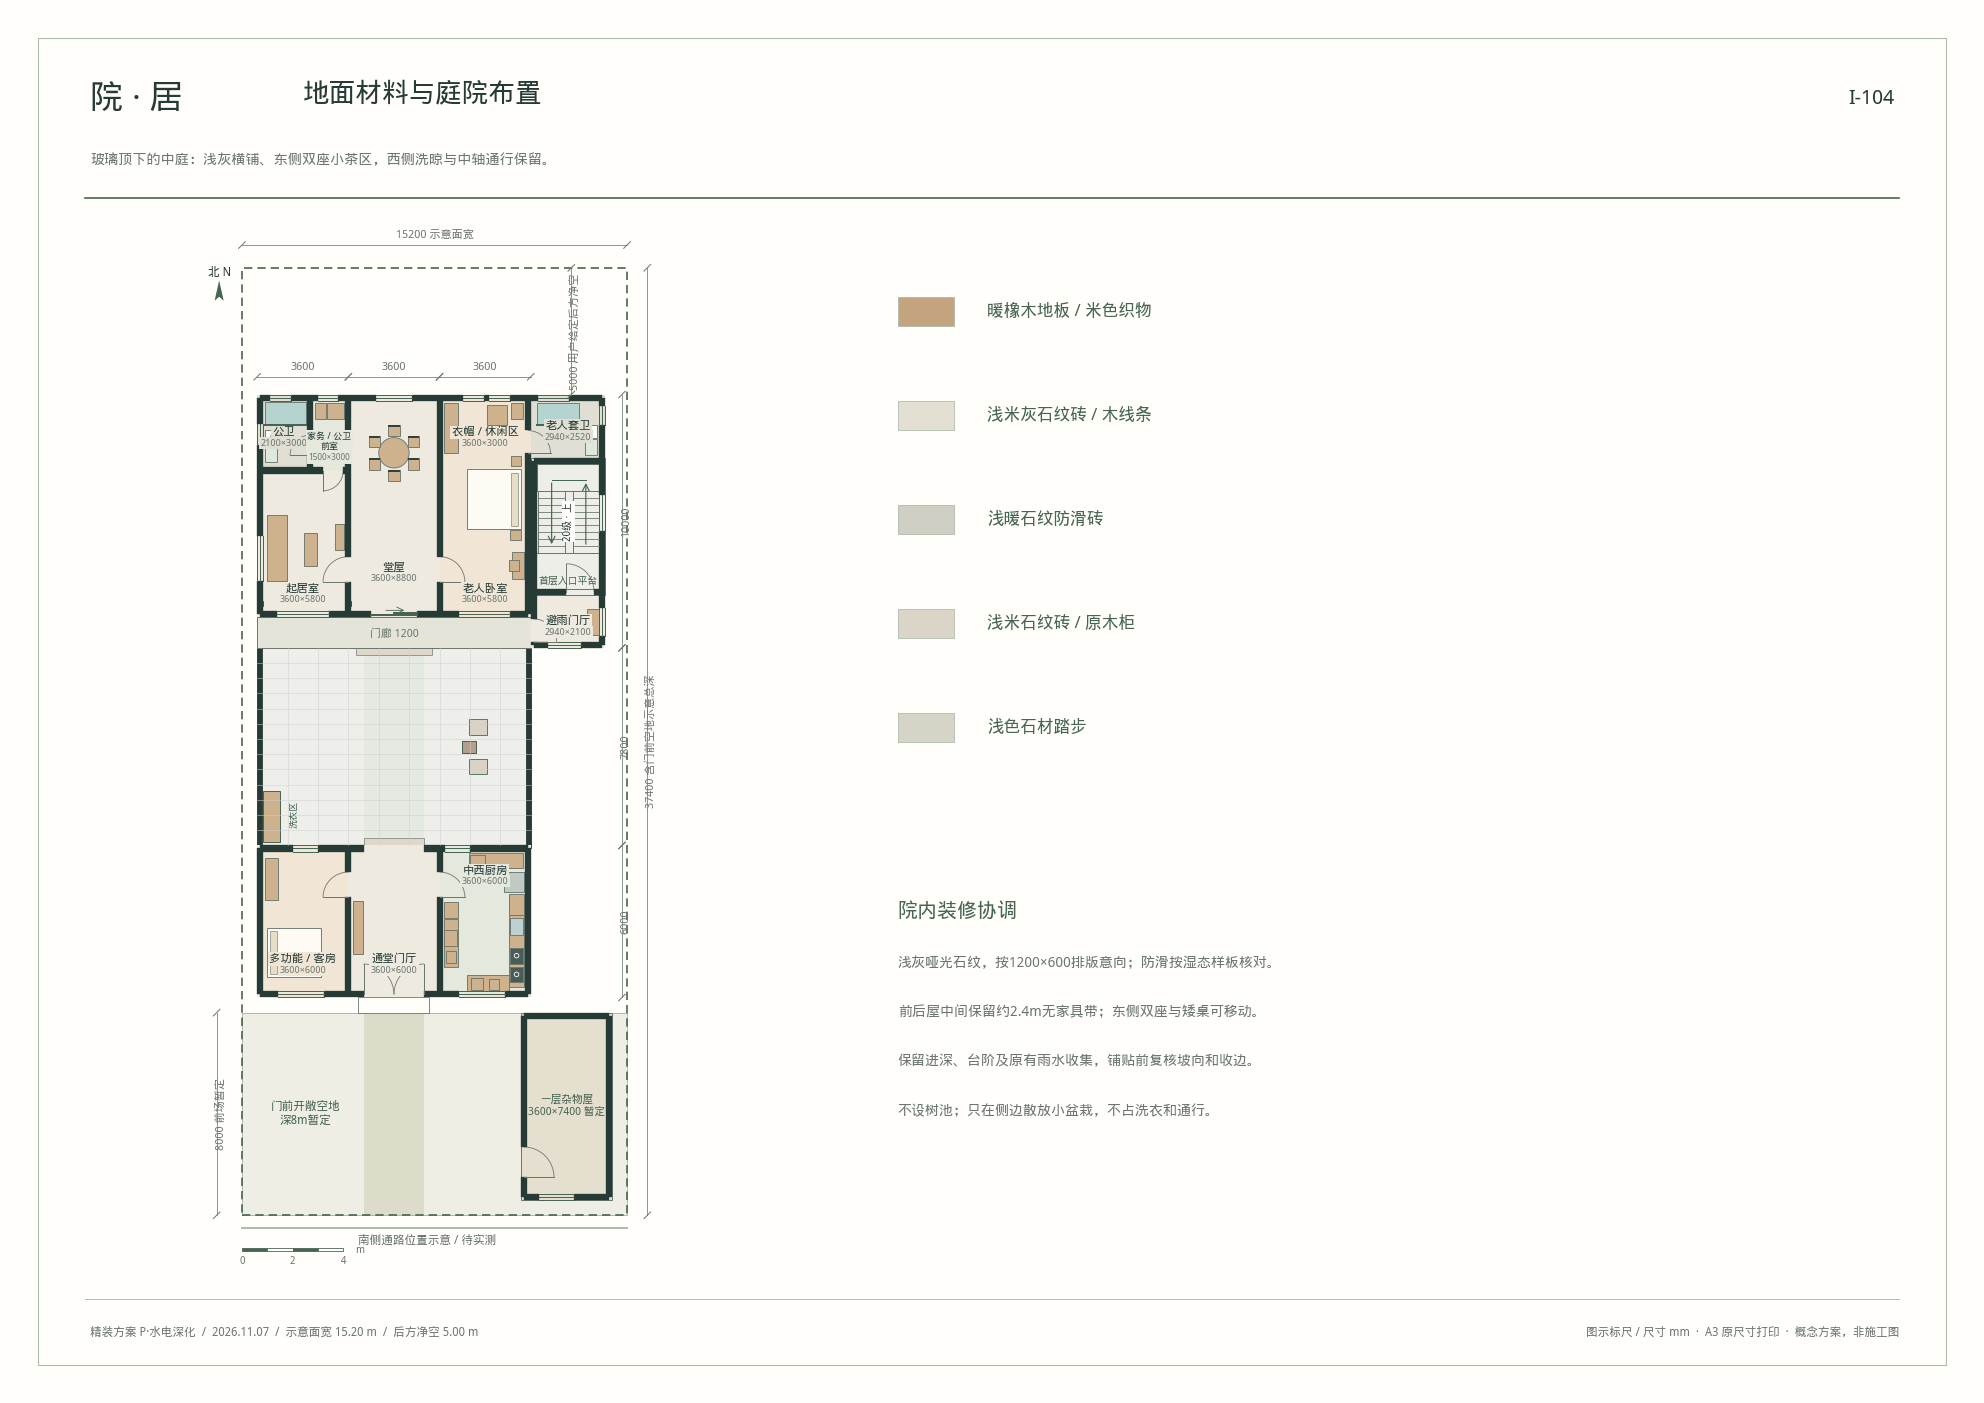 院 · 居
地面材料与庭院布置
I-104
玻璃顶下的中庭：浅灰横铺、东侧双座小茶区，西侧洗晾与中轴通行保留。
15200 示意面宽
北 N
5000 用户给定后方净空
3600
3600
3600
公卫
2100×3000
家务 / 公卫
前室
1500×3000
衣帽 / 休闲区
3600×3000
老人套卫
2940×2520
20级 · 上
10000
堂屋
3600×8800
首层入口平台
起居室
3600×5800
老人卧室
3600×5800
避雨门厅
2940×2100
门廊 1200
7800
37400 含门前空地示意总深
洗衣区
中西厨房
3600×6000
6000
多功能 / 客房
3600×6000
通堂门厅
3600×6000
8000 前场暂定
门前开敞空地
深8m暂定
一层杂物屋
3600×7400 暂定
南侧通路位置示意 / 待实测
m
0
2
4
暖橡木地板 / 米色织物
浅米灰石纹砖 / 木线条
浅暖石纹防滑砖
浅米石纹砖 / 原木柜
浅色石材踏步
院内装修协调
浅灰哑光石纹，按1200×600排版意向；防滑按湿态样板核对。
前后屋中间保留约2.4m无家具带；东侧双座与矮桌可移动。
保留进深、台阶及原有雨水收集，铺贴前复核坡向和收边。
不设树池；只在侧边散放小盆栽，不占洗衣和通行。
精装方案 P·水电深化 / 2026.11.07 / 示意面宽 15.20 m / 后方净空 5.00 m
图示标尺 / 尺寸 mm · A3 原尺寸打印 · 概念方案，非施工图